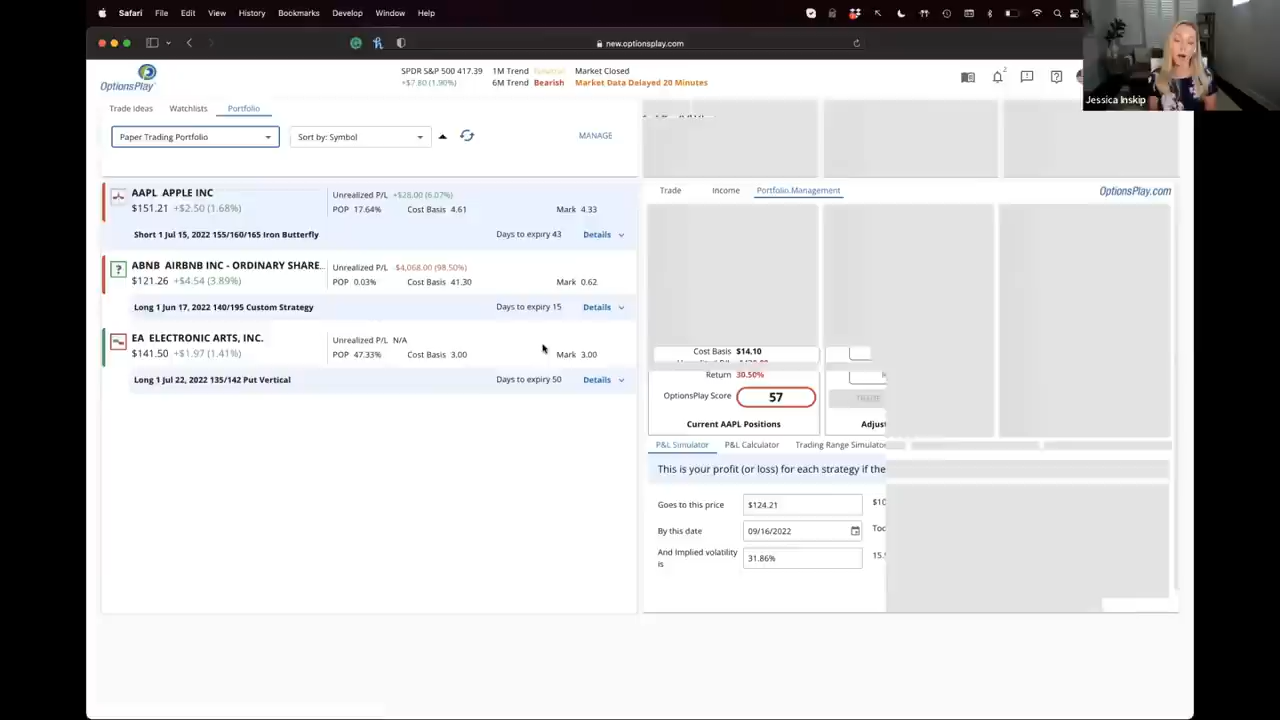 Safari File Edit View History Bookmarks Develop Window Help
new.optionsplay.com
Jessica Inskip
OptionsPlay
SPDR S&P 500 417.39 1M Trend Neutral Market Closed
+$7.80 (1.90%) 6M Trend Bearish Market Data Delayed 20 Minutes
2
Trade Ideas Watchlists Portfolio
Paper Trading Portfolio Sort by: Symbol MANAGE
AAPL APPLE INC
$151.21 +$2.50 (1.68%)
Unrealized P/L +$28.00 (6.07%)
POP 17.64% Cost Basis 4.61 Mark 4.33
Short 1 Jul 15, 2022 155/160/165 Iron Butterfly Days to expiry 43 Details
ABNB AIRBNB INC - ORDINARY SHARE...
$121.26 +$4.54 (3.89%)
Unrealized P/L $4,068.00 (98.50%)
POP 0.03% Cost Basis 41.30 Mark 0.62
Long 1 Jun 17, 2022 140/195 Custom Strategy Days to expiry 15 Details
EA ELECTRONIC ARTS, INC.
$141.50 +$1.97 (1.41%)
Unrealized P/L N/A
POP 47.33% Cost Basis 3.00 Mark 3.00
Long 1 Jul 22, 2022 135/142 Put Vertical Days to expiry 50 Details
Trade Income Portfolio Management OptionsPlay.com
Cost Basis $14.10
Return 30.50%
OptionsPlay Score 57
TRADE
Current AAPL Positions Adjus
P&L Simulator P&L Calculator Trading Range Simulator
This is your profit (or loss) for each strategy if the
Goes to this price $124.21 $10
By this date 09/16/2022 Too
And Implied volatility is 31.86% 15.